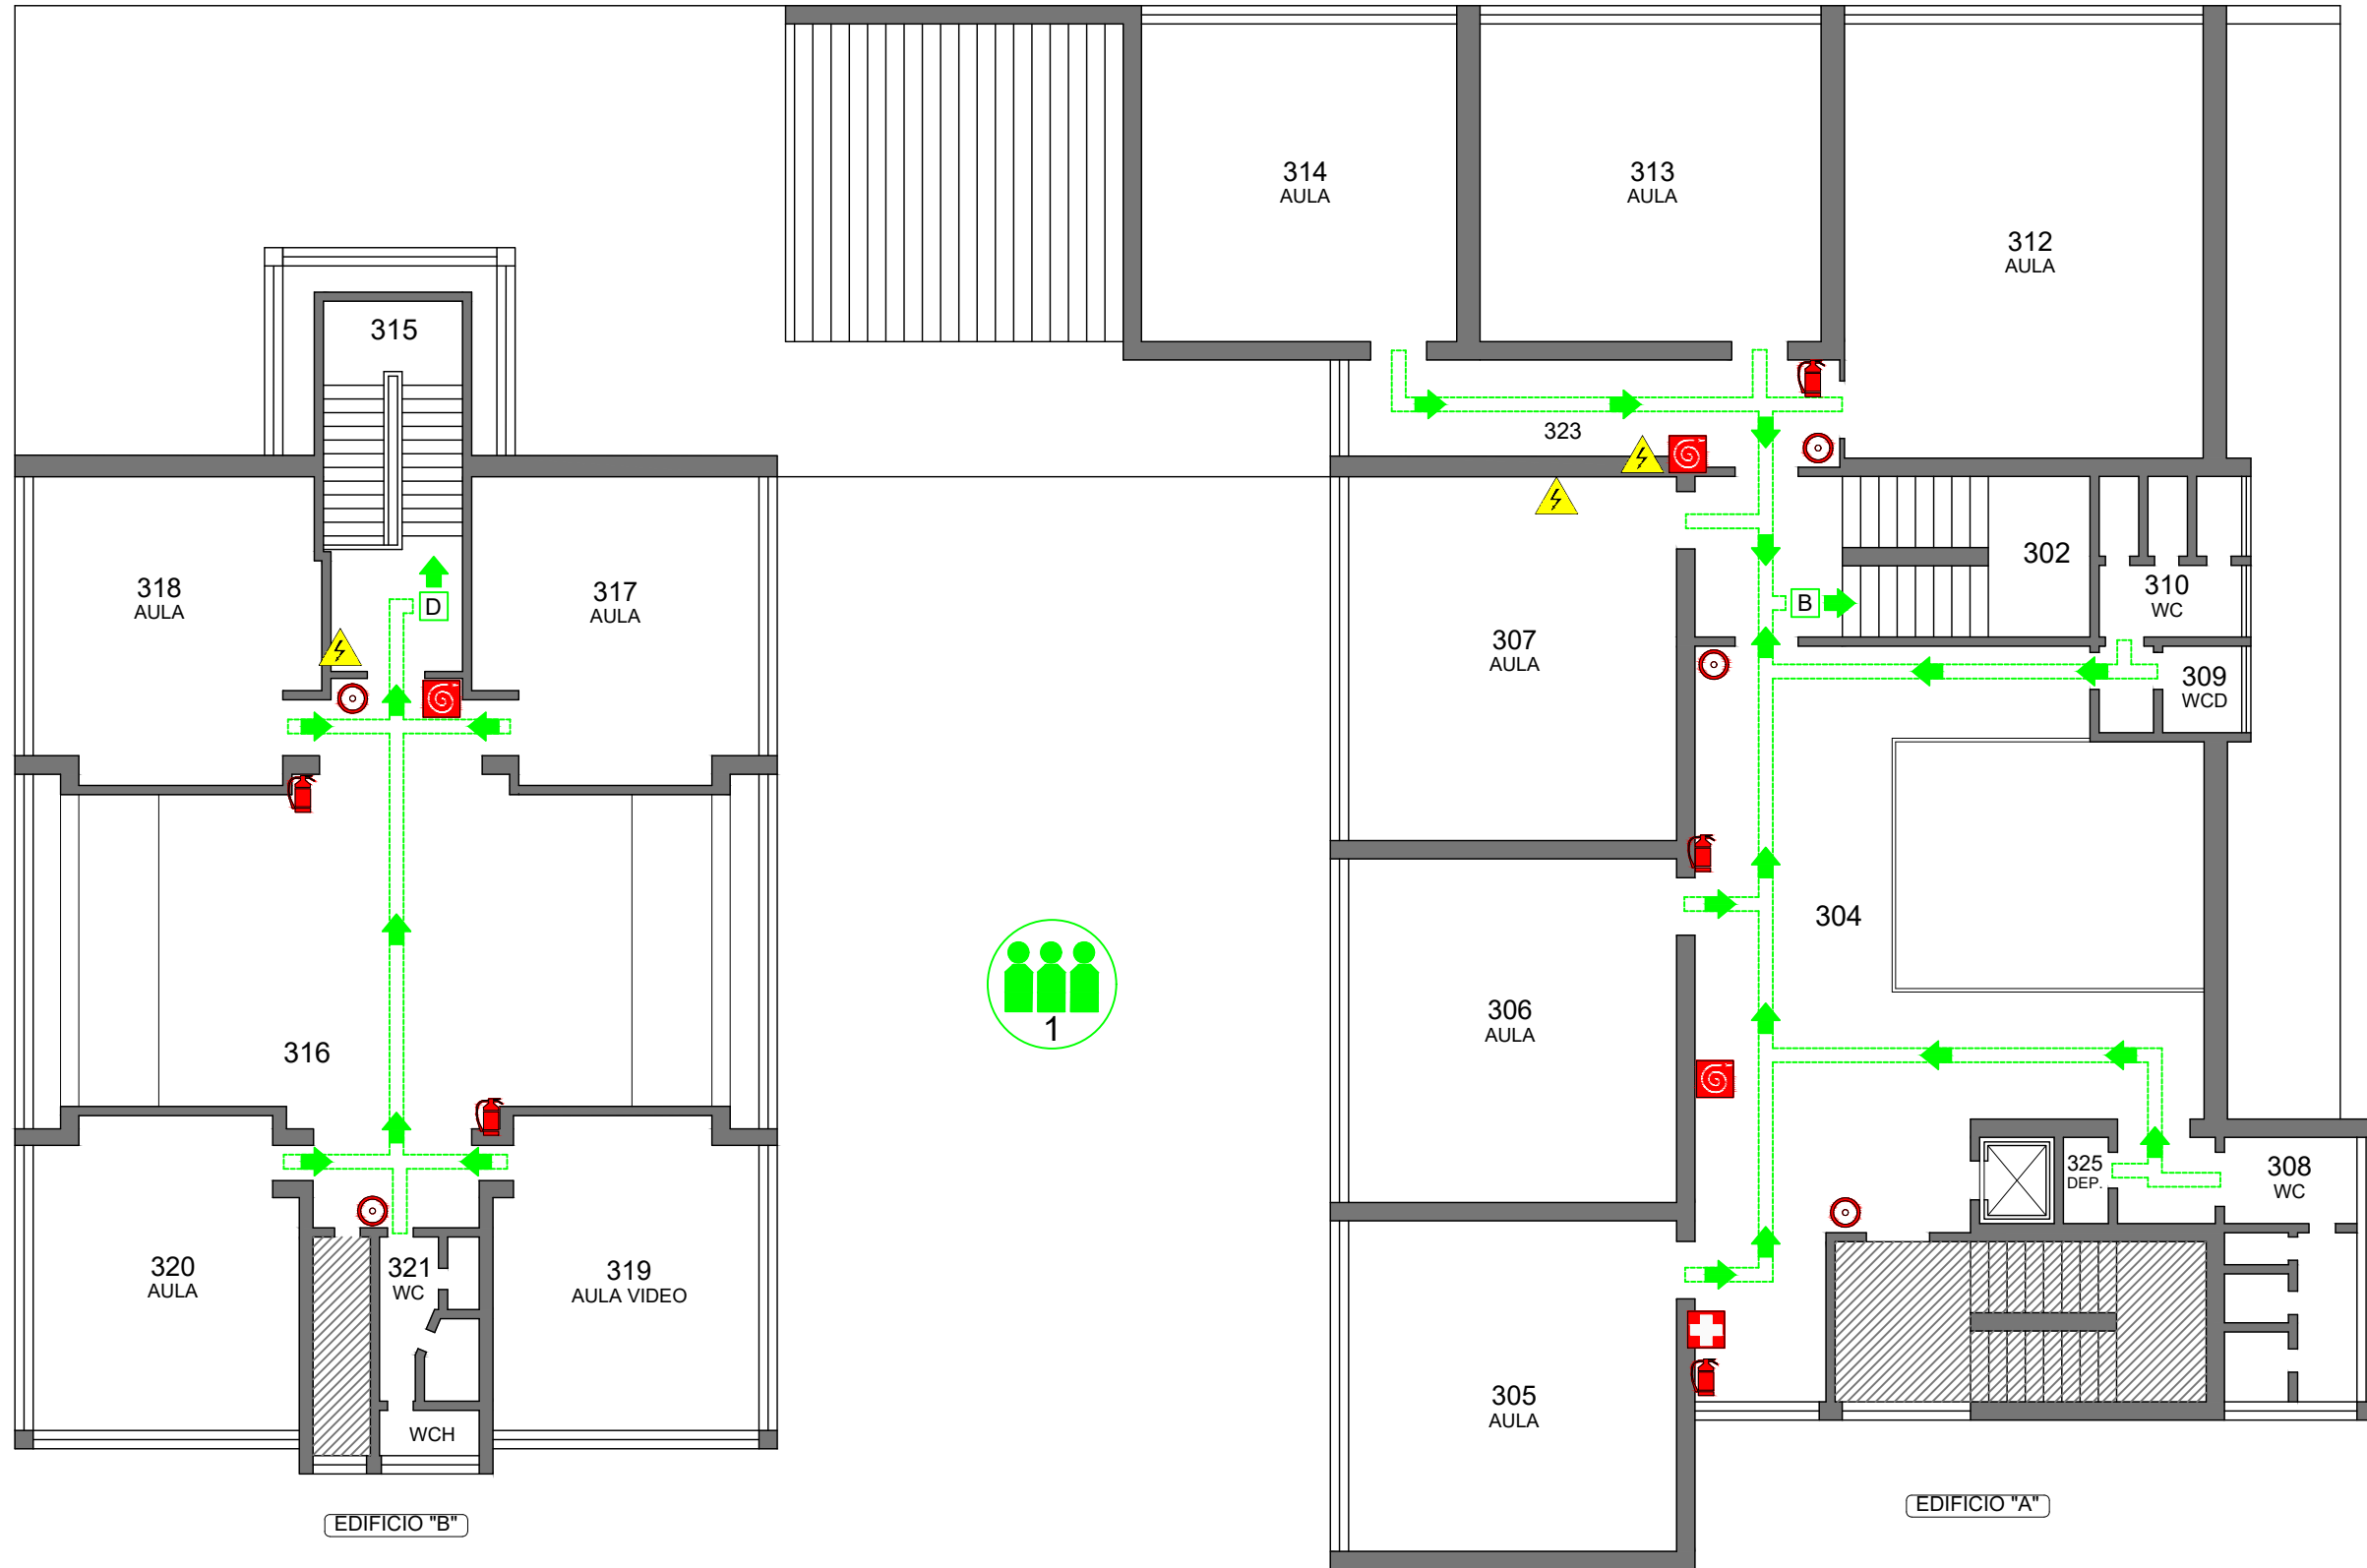 314
AULA
313
AULA
312
AULA
315
323
318
AULA
317
AULA
D
302
310
WC
B
307
AULA
309
WCD
304
306
AULA
1
316
325
DEP.
308
WC
320
AULA
321
WC
319
AULA VIDEO
305
AULA
WCH
EDIFICIO "B"
EDIFICIO "A"